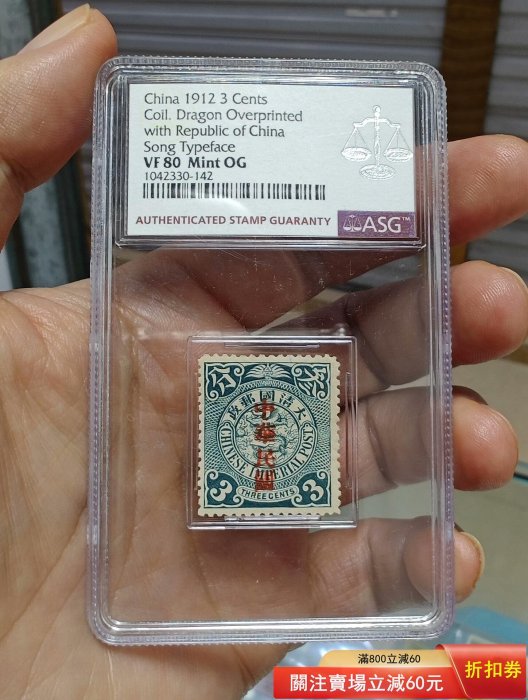 China 1912 3 Cents
Coil. Dragon Overprinted
with Republic of China
Song Typeface
VF 80 Mint OG
1042330-142
AUTHENTICATED STAMP GUARANTY
ASG™
分 叁
政郵國清大
中華民國
CHINESE IMPERIAL POST
3 THREE CENTS 3
滿800立減60
關注賣場立減60元
折扣券